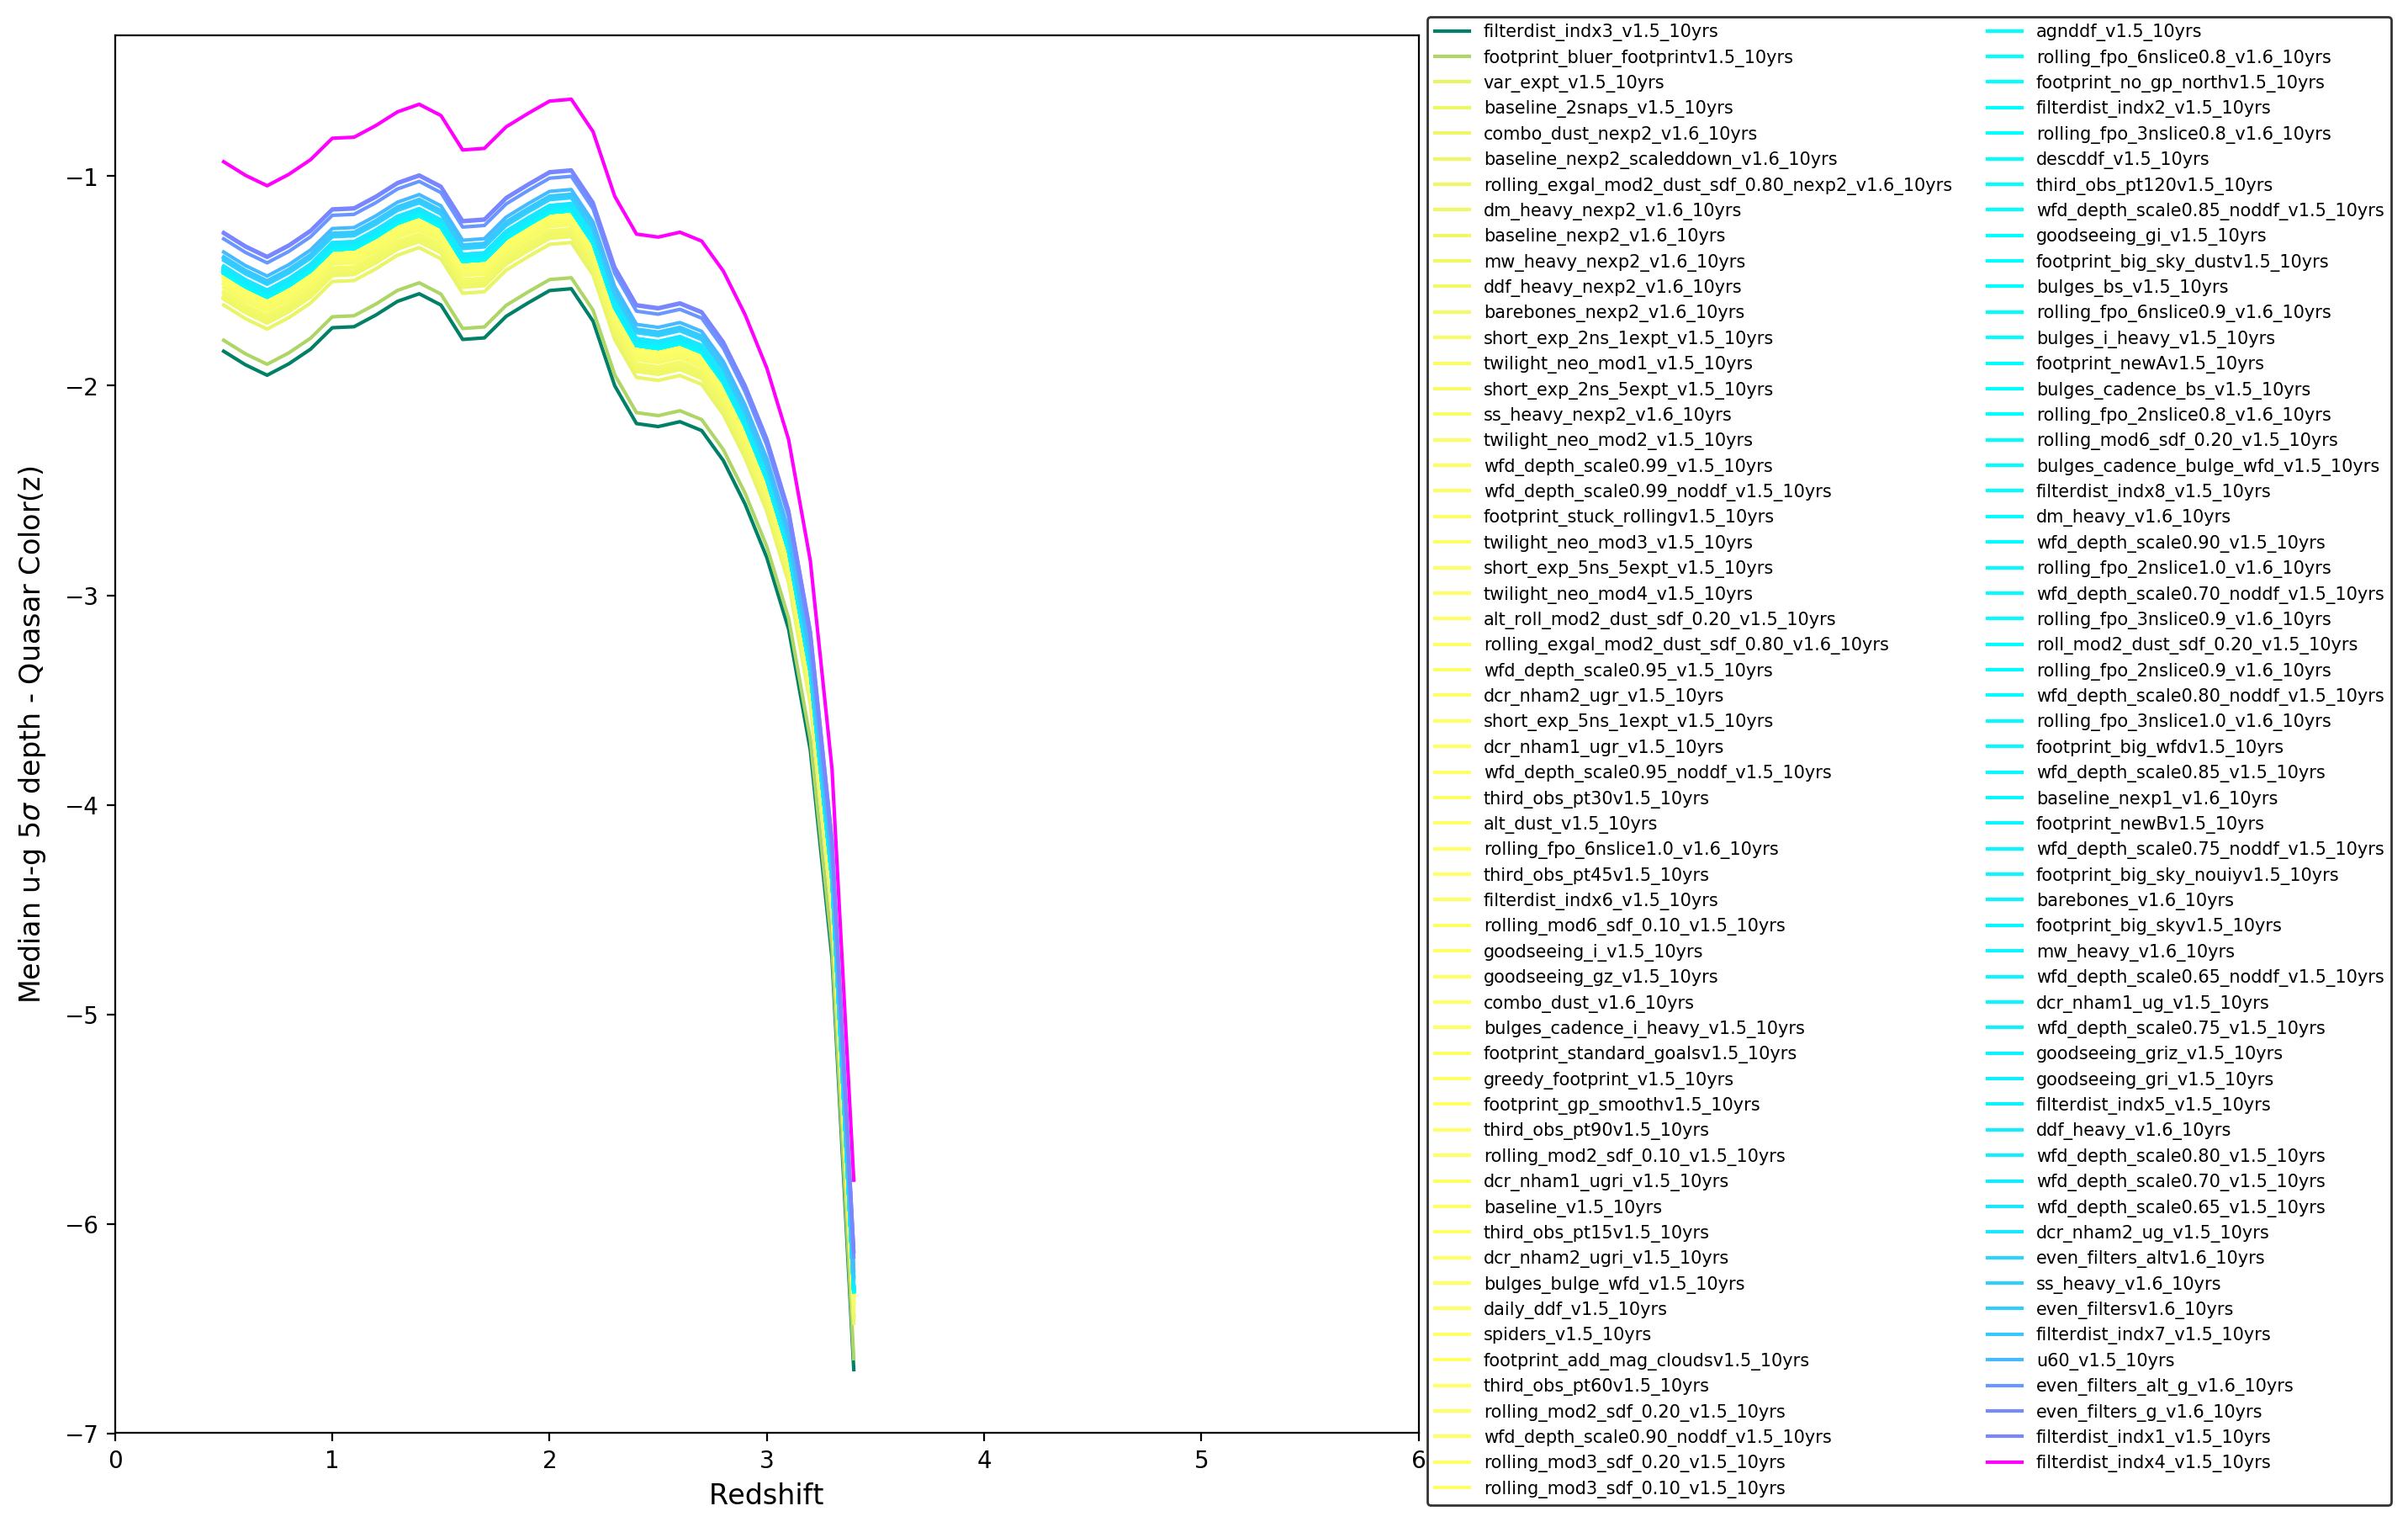 −1
−2
−3
−4
−5
−6
−7
0
1
2
3
4
5
6
Median u-g 5σ depth - Quasar Color(z)
Redshift
filterdist_indx3_v1.5_10yrs
footprint_bluer_footprintv1.5_10yrs
var_expt_v1.5_10yrs
baseline_2snaps_v1.5_10yrs
combo_dust_nexp2_v1.6_10yrs
baseline_nexp2_scaleddown_v1.6_10yrs
rolling_exgal_mod2_dust_sdf_0.80_nexp2_v1.6_10yrs
dm_heavy_nexp2_v1.6_10yrs
baseline_nexp2_v1.6_10yrs
mw_heavy_nexp2_v1.6_10yrs
ddf_heavy_nexp2_v1.6_10yrs
barebones_nexp2_v1.6_10yrs
short_exp_2ns_1expt_v1.5_10yrs
twilight_neo_mod1_v1.5_10yrs
short_exp_2ns_5expt_v1.5_10yrs
ss_heavy_nexp2_v1.6_10yrs
twilight_neo_mod2_v1.5_10yrs
wfd_depth_scale0.99_v1.5_10yrs
wfd_depth_scale0.99_noddf_v1.5_10yrs
footprint_stuck_rollingv1.5_10yrs
twilight_neo_mod3_v1.5_10yrs
short_exp_5ns_5expt_v1.5_10yrs
twilight_neo_mod4_v1.5_10yrs
alt_roll_mod2_dust_sdf_0.20_v1.5_10yrs
rolling_exgal_mod2_dust_sdf_0.80_v1.6_10yrs
wfd_depth_scale0.95_v1.5_10yrs
dcr_nham2_ugr_v1.5_10yrs
short_exp_5ns_1expt_v1.5_10yrs
dcr_nham1_ugr_v1.5_10yrs
wfd_depth_scale0.95_noddf_v1.5_10yrs
third_obs_pt30v1.5_10yrs
alt_dust_v1.5_10yrs
rolling_fpo_6nslice1.0_v1.6_10yrs
third_obs_pt45v1.5_10yrs
filterdist_indx6_v1.5_10yrs
rolling_mod6_sdf_0.10_v1.5_10yrs
goodseeing_i_v1.5_10yrs
goodseeing_gz_v1.5_10yrs
combo_dust_v1.6_10yrs
bulges_cadence_i_heavy_v1.5_10yrs
footprint_standard_goalsv1.5_10yrs
greedy_footprint_v1.5_10yrs
footprint_gp_smoothv1.5_10yrs
third_obs_pt90v1.5_10yrs
rolling_mod2_sdf_0.10_v1.5_10yrs
dcr_nham1_ugri_v1.5_10yrs
baseline_v1.5_10yrs
third_obs_pt15v1.5_10yrs
dcr_nham2_ugri_v1.5_10yrs
bulges_bulge_wfd_v1.5_10yrs
daily_ddf_v1.5_10yrs
spiders_v1.5_10yrs
footprint_add_mag_cloudsv1.5_10yrs
third_obs_pt60v1.5_10yrs
rolling_mod2_sdf_0.20_v1.5_10yrs
wfd_depth_scale0.90_noddf_v1.5_10yrs
rolling_mod3_sdf_0.20_v1.5_10yrs
rolling_mod3_sdf_0.10_v1.5_10yrs
agnddf_v1.5_10yrs
rolling_fpo_6nslice0.8_v1.6_10yrs
footprint_no_gp_northv1.5_10yrs
filterdist_indx2_v1.5_10yrs
rolling_fpo_3nslice0.8_v1.6_10yrs
descddf_v1.5_10yrs
third_obs_pt120v1.5_10yrs
wfd_depth_scale0.85_noddf_v1.5_10yrs
goodseeing_gi_v1.5_10yrs
footprint_big_sky_dustv1.5_10yrs
bulges_bs_v1.5_10yrs
rolling_fpo_6nslice0.9_v1.6_10yrs
bulges_i_heavy_v1.5_10yrs
footprint_newAv1.5_10yrs
bulges_cadence_bs_v1.5_10yrs
rolling_fpo_2nslice0.8_v1.6_10yrs
rolling_mod6_sdf_0.20_v1.5_10yrs
bulges_cadence_bulge_wfd_v1.5_10yrs
filterdist_indx8_v1.5_10yrs
dm_heavy_v1.6_10yrs
wfd_depth_scale0.90_v1.5_10yrs
rolling_fpo_2nslice1.0_v1.6_10yrs
wfd_depth_scale0.70_noddf_v1.5_10yrs
rolling_fpo_3nslice0.9_v1.6_10yrs
roll_mod2_dust_sdf_0.20_v1.5_10yrs
rolling_fpo_2nslice0.9_v1.6_10yrs
wfd_depth_scale0.80_noddf_v1.5_10yrs
rolling_fpo_3nslice1.0_v1.6_10yrs
footprint_big_wfdv1.5_10yrs
wfd_depth_scale0.85_v1.5_10yrs
baseline_nexp1_v1.6_10yrs
footprint_newBv1.5_10yrs
wfd_depth_scale0.75_noddf_v1.5_10yrs
footprint_big_sky_nouiyv1.5_10yrs
barebones_v1.6_10yrs
footprint_big_skyv1.5_10yrs
mw_heavy_v1.6_10yrs
wfd_depth_scale0.65_noddf_v1.5_10yrs
dcr_nham1_ug_v1.5_10yrs
wfd_depth_scale0.75_v1.5_10yrs
goodseeing_griz_v1.5_10yrs
goodseeing_gri_v1.5_10yrs
filterdist_indx5_v1.5_10yrs
ddf_heavy_v1.6_10yrs
wfd_depth_scale0.80_v1.5_10yrs
wfd_depth_scale0.70_v1.5_10yrs
wfd_depth_scale0.65_v1.5_10yrs
dcr_nham2_ug_v1.5_10yrs
even_filters_altv1.6_10yrs
ss_heavy_v1.6_10yrs
even_filtersv1.6_10yrs
filterdist_indx7_v1.5_10yrs
u60_v1.5_10yrs
even_filters_alt_g_v1.6_10yrs
even_filters_g_v1.6_10yrs
filterdist_indx1_v1.5_10yrs
filterdist_indx4_v1.5_10yrs